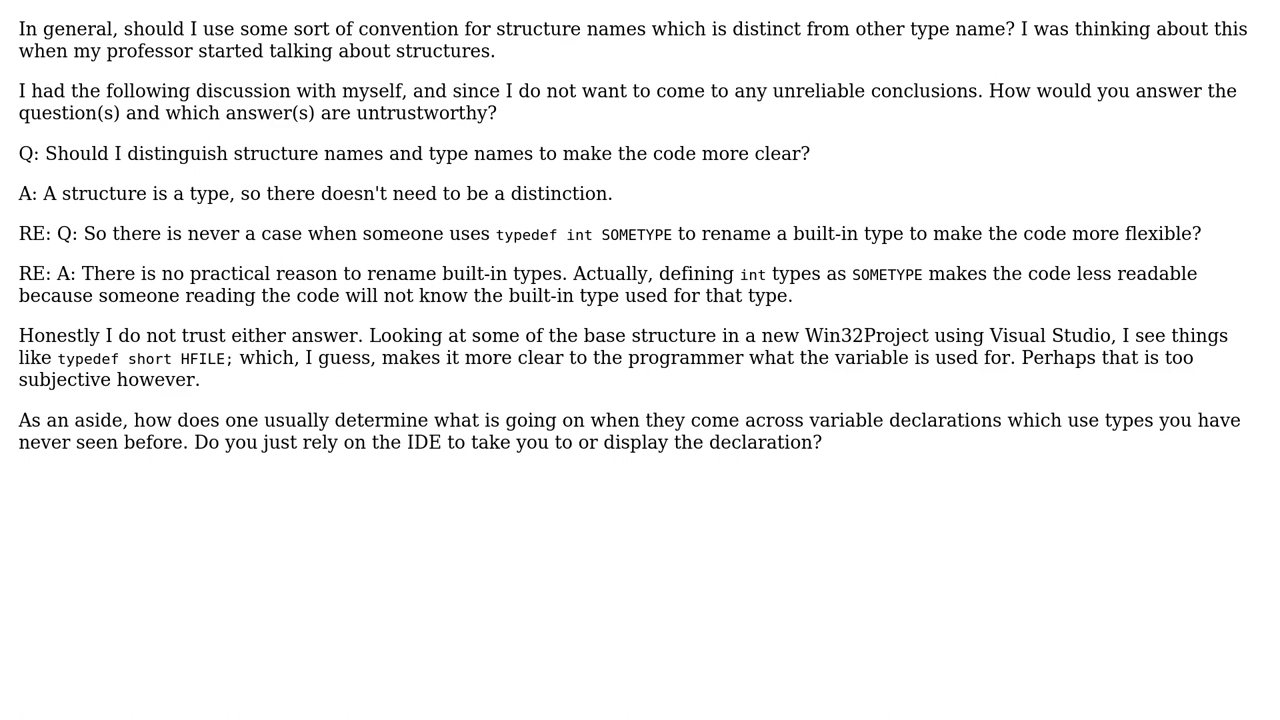 In general, should I use some sort of convention for structure names which is distinct from other type name? I was thinking about this
when my professor started talking about structures.
I had the following discussion with myself, and since I do not want to come to any unreliable conclusions. How would you answer the
question(s) and which answer(s) are untrustworthy?
Q: Should I distinguish structure names and type names to make the code more clear?
A: A structure is a type, so there doesn't need to be a distinction.
RE: Q: So there is never a case when someone uses typedef int SOMETYPE to rename a built-in type to make the code more flexible?
RE: A: There is no practical reason to rename built-in types. Actually, defining int types as SOMETYPE makes the code less readable
because someone reading the code will not know the built-in type used for that type.
Honestly I do not trust either answer. Looking at some of the base structure in a new Win32Project using Visual Studio, I see things
like typedef short HFILE; which, I guess, makes it more clear to the programmer what the variable is used for. Perhaps that is too
subjective however.
As an aside, how does one usually determine what is going on when they come across variable declarations which use types you have
never seen before. Do you just rely on the IDE to take you to or display the declaration?